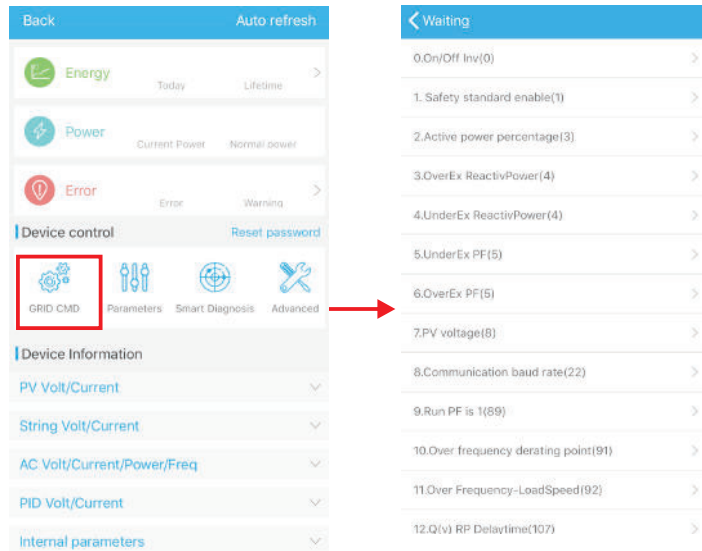 Back Auto refresh
Energy
Today Lifetime
Power
Current Power Normal power
Error
Error Warning
Device control Reset password
GRID CMD Parameters Smart Diagnosis Advanced
Device Information
PV Volt/Current
String Volt/Current
AC Volt/Current/Power/Freq
PID Volt/Current
Internal parameters
Waiting
0.On/Off Inv(0)
1. Safety standard enable(1)
2.Active power percentage(3)
3.OverEx ReactivPower(4)
4.UnderEx ReactivPower(4)
5.UnderEx PF(5)
6.OverEx PF(5)
7.PV voltage(8)
8.Communication baud rate(22)
9.Run PF is 1(89)
10.Over frequency derating point(91)
11.Over Frequency-LoadSpeed(92)
12.Q(v) RP Delaytime(107)